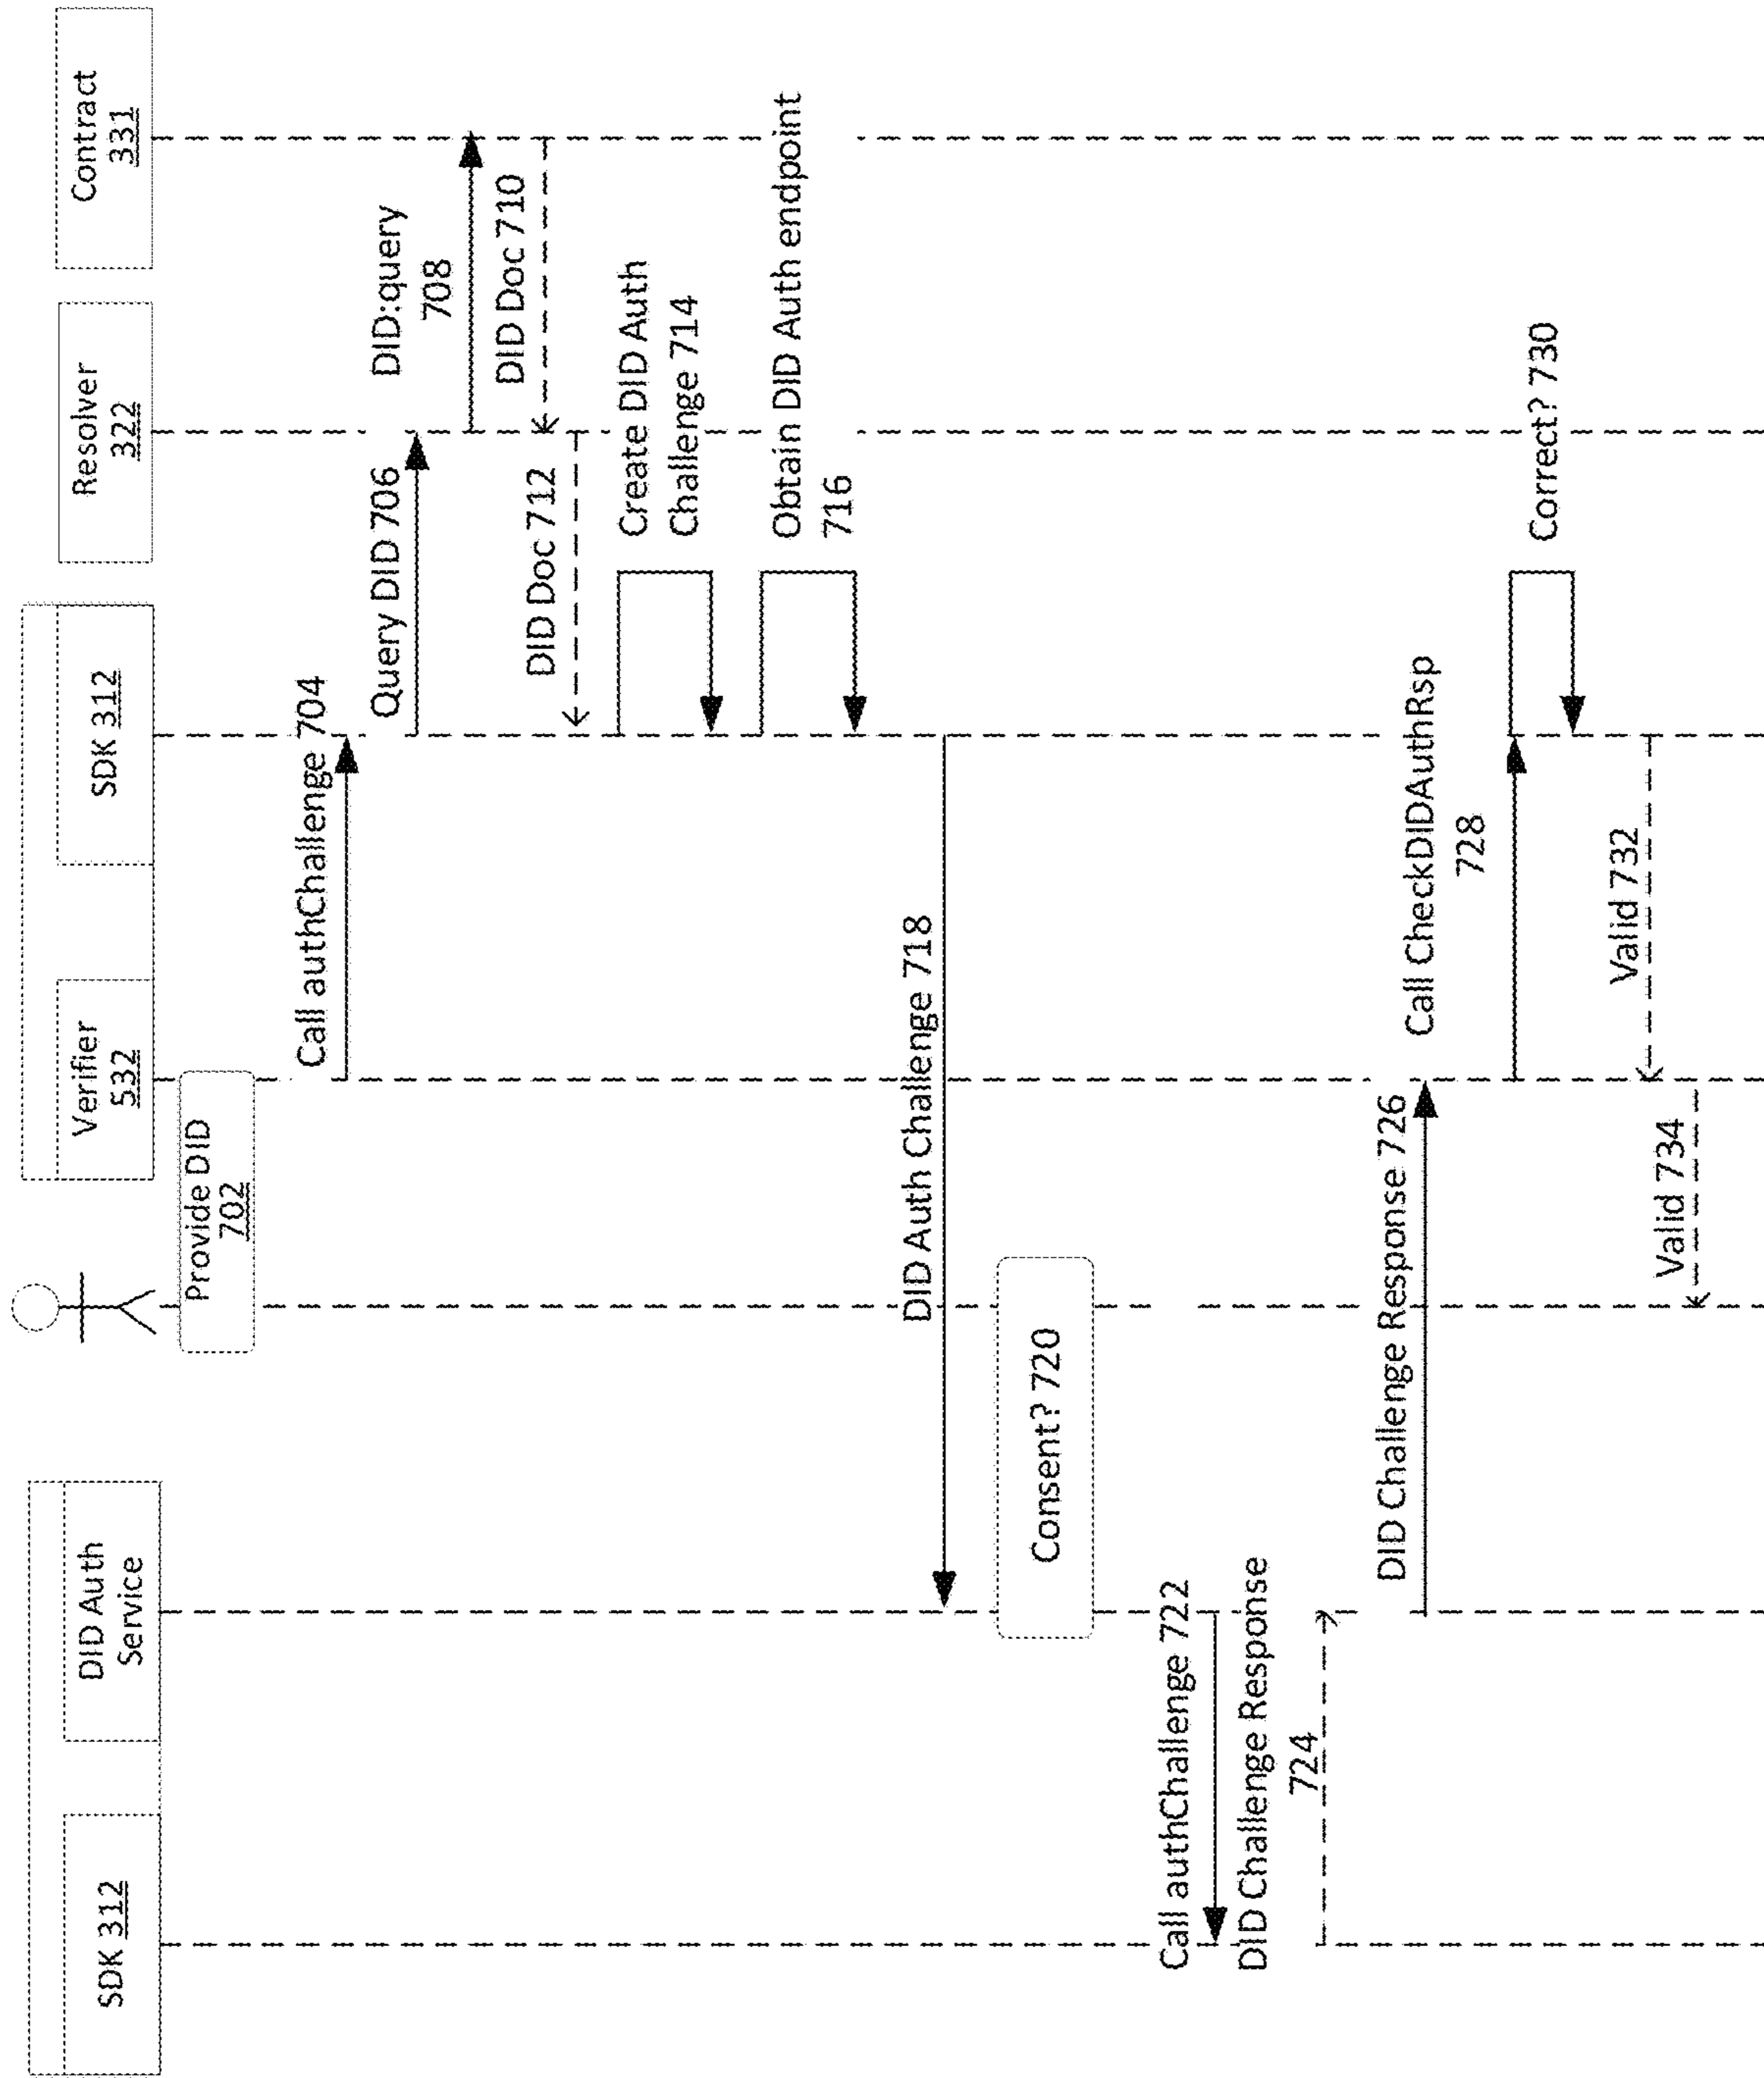 SDK 312
DID Auth
Service
Verifier
532
SDK 312
Resolver
322
Contract
331
Provide DID
702
Call authChallenge 704
Query DID 706
DID:query
708
DID Doc 710
DID Doc 712
Create DID Auth
Challenge 714
Obtain DID Auth endpoint
716
DID Auth Challenge 718
Consent? 720
Call authChallenge 722
DID Challenge Response
724
DID Challenge Response 726
Call CheckDIDAuthRsp
728
Correct? 730
Valid 732
Valid 734